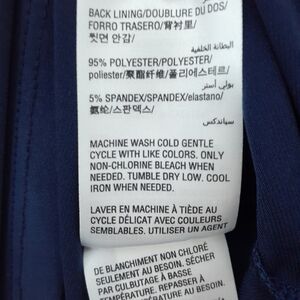 BACK LINING/DOUBLURE DU DOS/
FORRO TRASERO/背衬里/
뒷면 안감/
البطانة الخلفية
95% POLYESTER/POLYESTER/
poliester/聚酯纤维/폴리에스테르/
بولي أستر
5% SPANDEX/SPANDEX/elastano/
氨纶/스판덱스/
سباندكس
MACHINE WASH COLD GENTLE
CYCLE WITH LIKE COLORS. ONLY
NON-CHLORINE BLEACH WHEN
NEEDED. TUMBLE DRY LOW. COOL
IRON WHEN NEEDED.
LAVER EN MACHINE À TIÈDE AU
CYCLE DÉLICAT AVEC COULEURS
SEMBLABLES. UTILISER UN AGENT
DE BLANCHIMENT NON CHLORÉ
SEULEMENT AU BESOIN. SÉCHER
PAR CULBUTAGE À BASSE
TEMPÉRATURE. REPASSER À